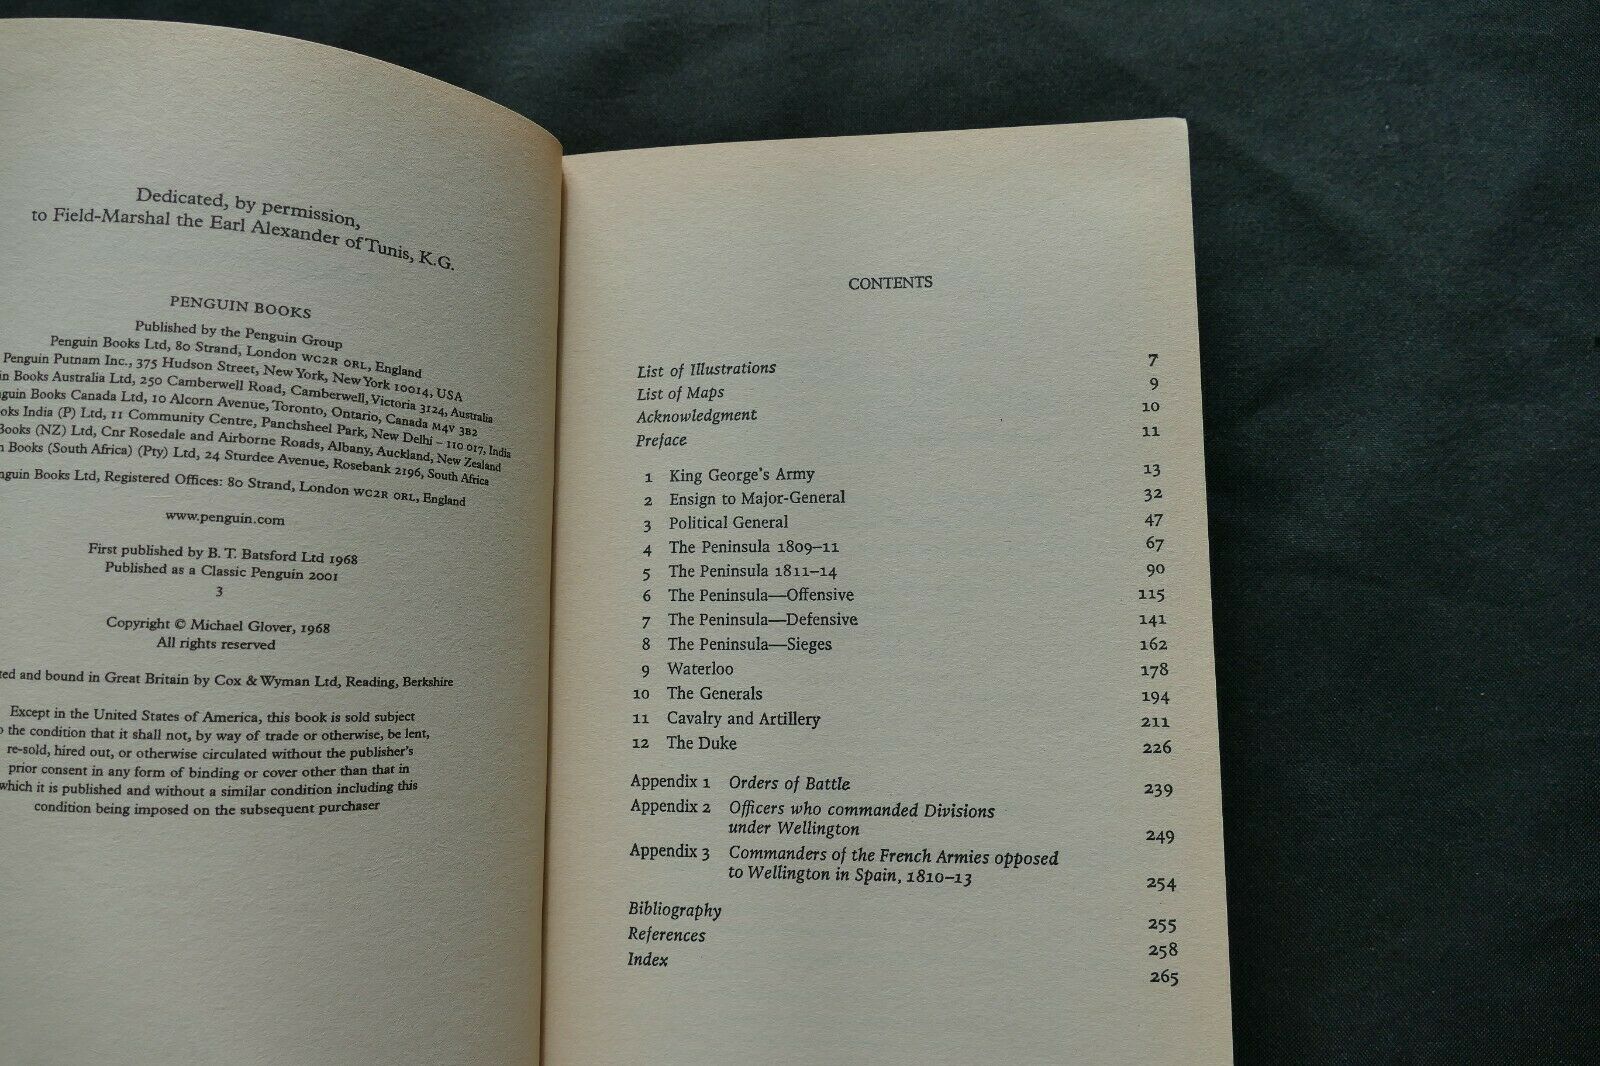 Dedicated, by permission,
to Field-Marshal the Earl Alexander of Tunis, K.G.
PENGUIN BOOKS
Published by the Penguin Group
Penguin Books Ltd, 80 Strand, London WC2R 0RL, England
Penguin Putnam Inc., 375 Hudson Street, New York, New York 10014, USA
Books Australia Ltd, 250 Camberwell Road, Camberwell, Victoria 3124, Australia
Books Canada Ltd, 10 Alcorn Avenue, Toronto, Ontario, Canada M4V 3B2
India (P) Ltd, 11 Community Centre, Panchsheel Park, New Delhi – 110 017, India
Books (NZ) Ltd, Cnr Rosedale and Airborne Roads, Albany, Auckland, New Zealand
Books (South Africa) (Pty) Ltd, 24 Sturdee Avenue, Rosebank 2196, South Africa
Books Ltd, Registered Offices: 80 Strand, London WC2R 0RL, England
www.penguin.com
First published by B. T. Batsford Ltd 1968
Published as a Classic Penguin 2001
3
Copyright © Michael Glover, 1968
All rights reserved
and bound in Great Britain by Cox & Wyman Ltd, Reading, Berkshire
Except in the United States of America, this book is sold subject
the condition that it shall not, by way of trade or otherwise, be lent,
re-sold, hired out, or otherwise circulated without the publisher's
prior consent in any form of binding or cover other than that in
which it is published and without a similar condition including this
condition being imposed on the subsequent purchaser
CONTENTS
List of Illustrations 7
List of Maps 9
Acknowledgment 10
Preface 11
1 King George's Army 13
2 Ensign to Major-General 32
3 Political General 47
4 The Peninsula 1809–11 67
5 The Peninsula 1811–14 90
6 The Peninsula—Offensive 115
7 The Peninsula—Defensive 141
8 The Peninsula—Sieges 162
9 Waterloo 178
10 The Generals 194
11 Cavalry and Artillery 211
12 The Duke 226
Appendix 1 Orders of Battle 239
Appendix 2 Officers who commanded Divisions
under Wellington 249
Appendix 3 Commanders of the French Armies opposed
to Wellington in Spain, 1810–13 254
Bibliography 255
References 258
Index 265